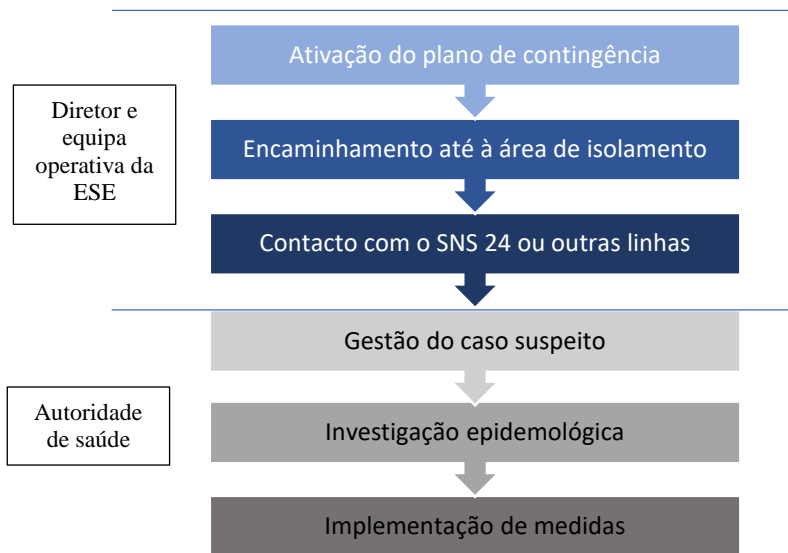 Ativação do plano de contingência
Diretor e
equipa
operativa da
ESE
Encaminhamento até à área de isolamento
Contacto com o SNS 24 ou outras linhas
Gestão do caso suspeito
Autoridade
de saúde
Investigação epidemológica
Implementação de medidas